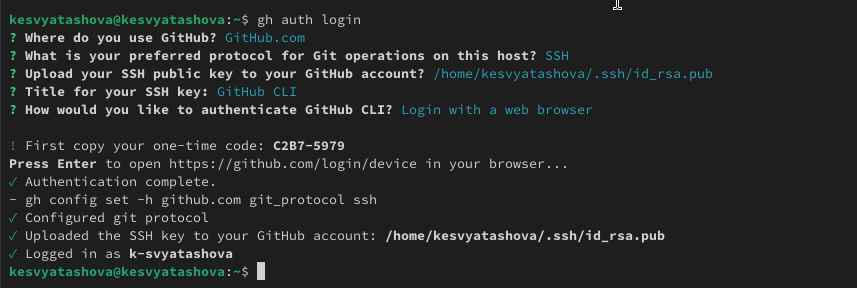 kesvyatashova@kesvyatashova:~$ gh auth login
? Where do you use GitHub? GitHub.com
? What is your preferred protocol for Git operations on this host? SSH
? Upload your SSH public key to your GitHub account? /home/kesvyatashova/.ssh/id_rsa.pub
? Title for your SSH key: GitHub CLI
? How would you like to authenticate GitHub CLI? Login with a web browser
! First copy your one-time code: C2B7-5979
Press Enter to open https://github.com/login/device in your browser...
✓ Authentication complete.
- gh config set -h github.com git_protocol ssh
✓ Configured git protocol
✓ Uploaded the SSH key to your GitHub account: /home/kesvyatashova/.ssh/id_rsa.pub
✓ Logged in as k-svyatashova
kesvyatashova@kesvyatashova:~$